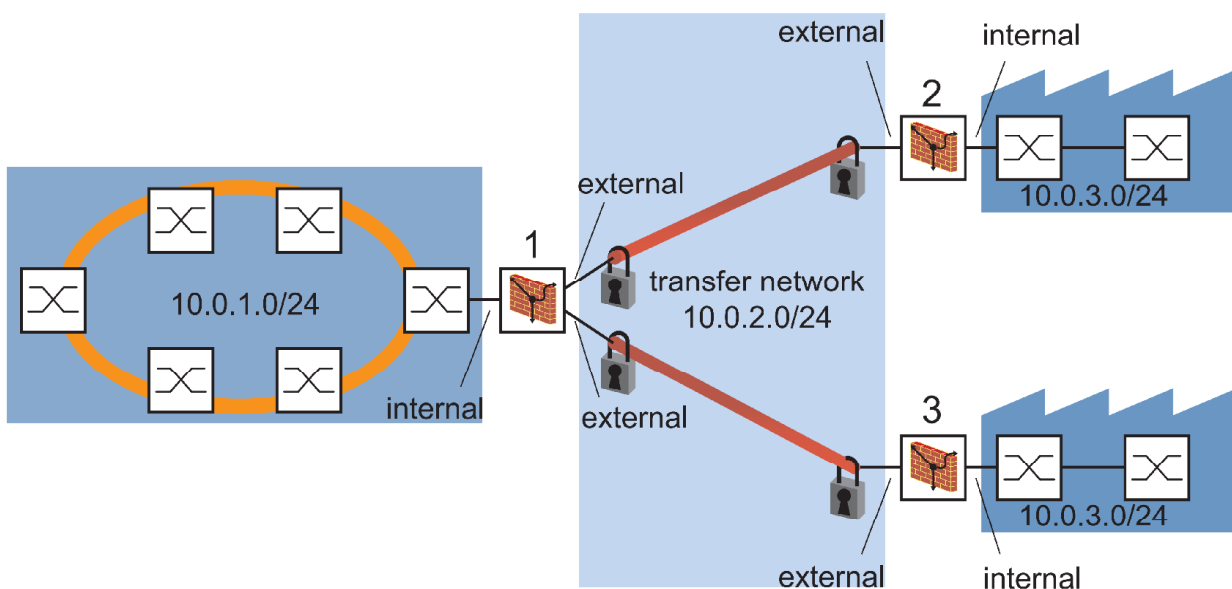 external
internal
2
10.0.3.0/24
external
1
transfer network
10.0.2.0/24
10.0.1.0/24
internal
external
3
10.0.3.0/24
external
internal